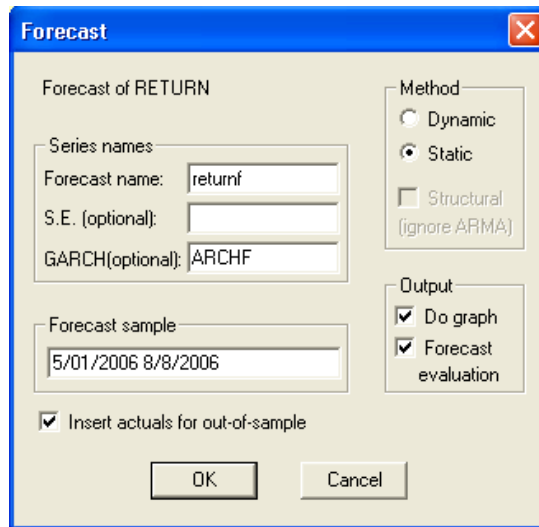 Forecast
Forecast of RETURN
Series names
Forecast name: returnf
S.E. (optional):
GARCH(optional): ARCHF
Forecast sample
5/01/2006 8/8/2006
Insert actuals for out-of-sample
Method
Dynamic
Static
Structural
(ignore ARMA)
Output
Do graph
Forecast
evaluation
OK
Cancel